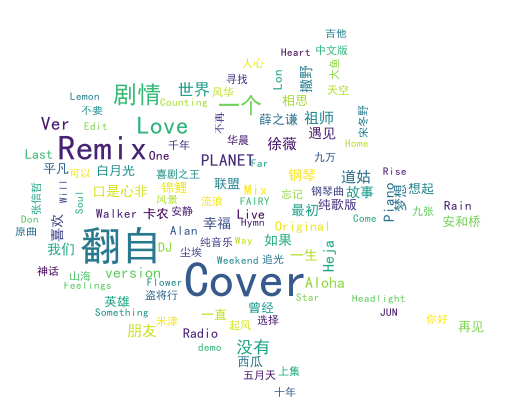 吉他
Heart 中文版
人心 Lon 大鱼
寻找 撒野 天空
Lemon 剧情 世界 风华
Counting 一个 相思
不要 祖师 宋冬野
Ver Edit Love 不再 薛之谦 Rain
Remix 千年 华晨 徐薇 遇见 Home
Last One PLANET 九万
平凡 白月光 Far 钢琴 道姑 Rise
可以 喜剧之王 联盟 Mix 忘记 梦想 想起
张信哲 Will 口是心非 锦鲤 FAIRY 钢琴曲 故事 Piano
Soul 风景 流浪 纯歌版 九张
Don 喜欢 Walker 卡农 安静 幸福 Live 最初 Come 安和桥
原曲 翻自 Alan Hymn Original
我们 DJ 纯音乐 Way 如果 Heja
神话 version 尘埃 Weekend 追光 一生
山海 Cover Aloha
Feelings Flower Star Headlight
英雄 盗将行 曾经
Something 一直 JUN 你好
朋友 米津 起风 选择 再见
Radio
demo 没有
西瓜 上集
五月天
十年